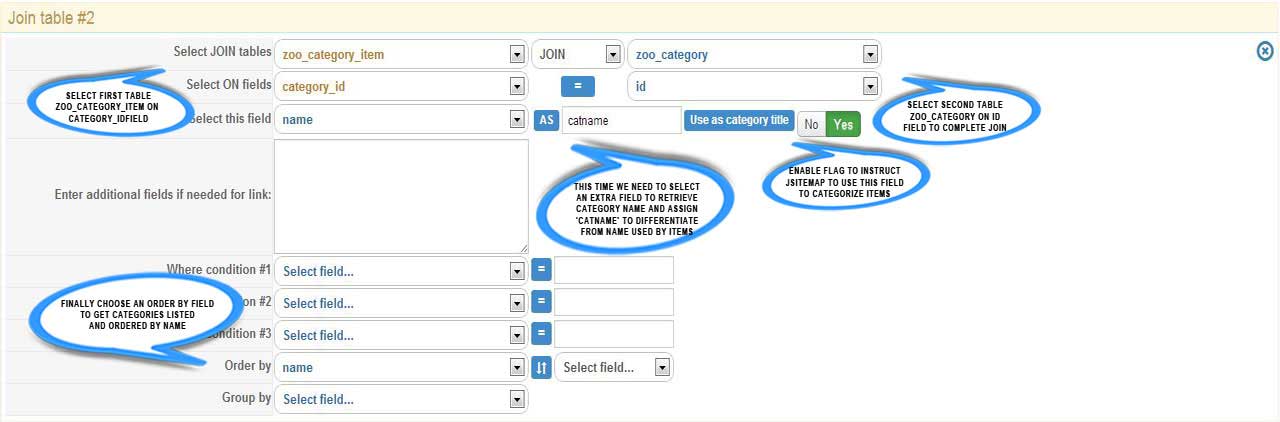 Join table #2
Select JOIN tables zoo_category_item JOIN zoo_category
Select ON fields category_id = id
SELECT FIRST TABLE
ZOO_CATEGORY_ITEM ON
CATEGORY_IDFIELD
SELECT SECOND TABLE
ZOO_CATEGORY ON ID
FIELD TO COMPLETE JOIN
Select this field name AS catname Use as category title No Yes
Enter additional fields if needed for link:
THIS TIME WE NEED TO SELECT
AN EXTRA FIELD TO RETRIEVE
CATEGORY NAME AND ASSIGN
'CATNAME' TO DIFFERENTIATE
FROM NAME USED BY ITEMS
ENABLE FLAG TO INSTRUCT
JSITEMAP TO USE THIS FIELD
TO CATEGORIZE ITEMS
Where condition #1 Select field... =
#2 Select field... =
condition #3 Select field... =
FINALLY CHOOSE AN ORDER BY FIELD
TO GET CATEGORIES LISTED
AND ORDERED BY NAME
Order by name Select field...
Group by Select field...